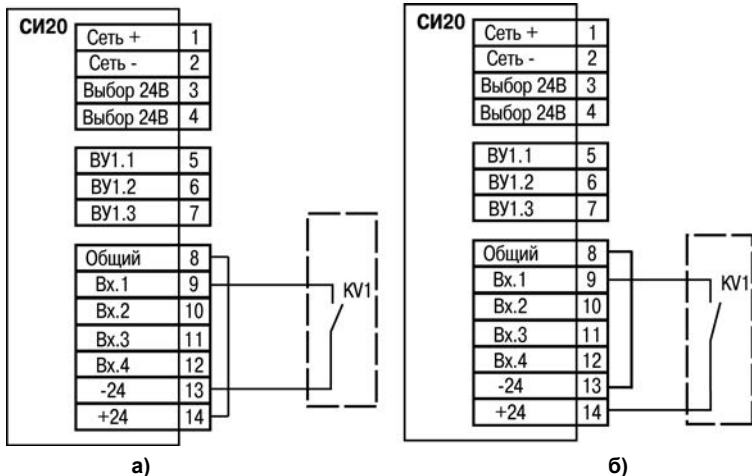 СИ20
Сеть + 1
Сеть - 2
Выбор 24В 3
Выбор 24В 4
ВУ1.1 5
ВУ1.2 6
ВУ1.3 7
Общий 8
Вх.1 9
Вх.2 10
Вх.3 11
Вх.4 12
-24 13
+24 14
KV1
а)
СИ20
Сеть + 1
Сеть - 2
Выбор 24В 3
Выбор 24В 4
ВУ1.1 5
ВУ1.2 6
ВУ1.3 7
Общий 8
Вх.1 9
Вх.2 10
Вх.3 11
Вх.4 12
-24 13
+24 14
KV1
б)